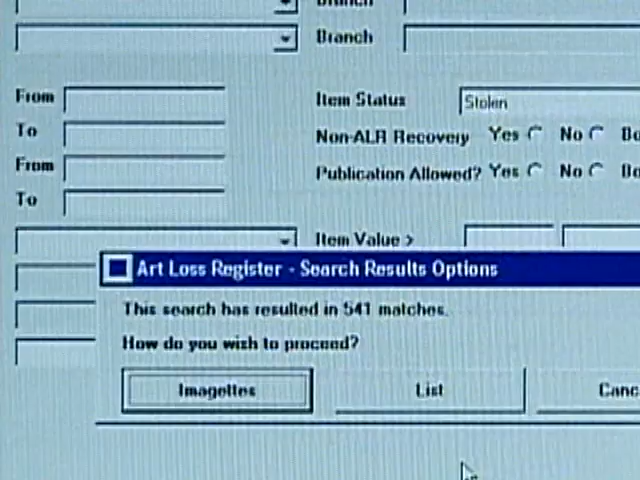 Branch
Branch
From
Item Status Stolen
To
Non-ALR Recovery Yes No
From
Publication Allowed? Yes No
To
Item Value >
Art Loss Register - Search Results Options
This search has resulted in 541 matches.
How do you wish to proceed?
Imagettes List Canc